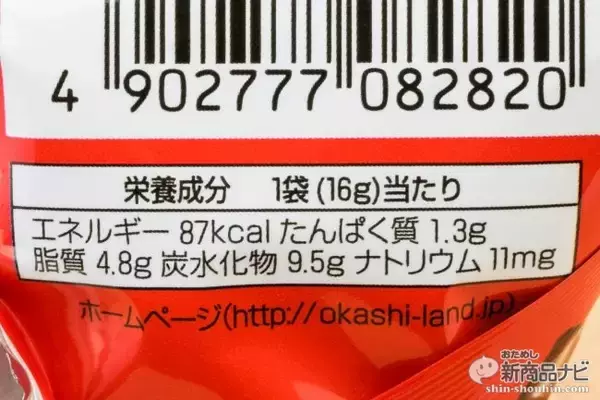 4 902777 082820
栄養成分 1袋(16g)当たり
エネルギー 87kcal たんぱく質 1.3g
脂質 4.8g 炭水化物 9.5g ナトリウム 11mg
ホームページ(http://okashi-land.jp)
おためし
新商品ナビ
shin-shouhin.com